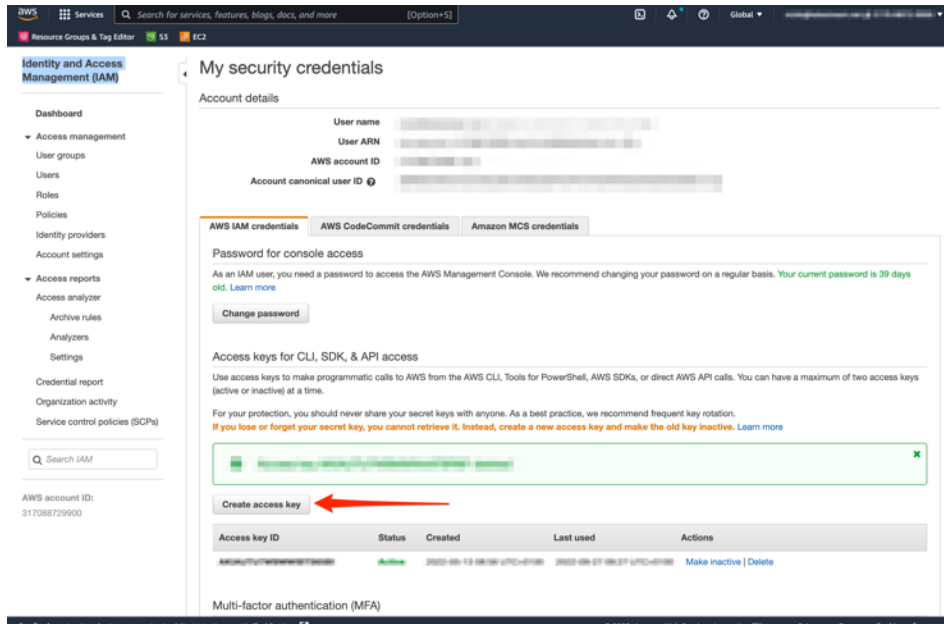 aws Services Search for services, features, blogs, docs, and more [Option+S] Global
Resource Groups & Tag Editor S3 EC2
Identity and Access
Management (IAM)
Dashboard
Access management
User groups
Users
Roles
Policies
Identity providers
Account settings
Access reports
Access analyzer
Archive rules
Analyzers
Settings
Credential report
Organization activity
Service control policies (SCPs)
Search IAM
AWS account ID:
317088729900
My security credentials
Account details
User name
User ARN
AWS account ID
Account canonical user ID
AWS IAM credentials AWS CodeCommit credentials Amazon MCS credentials
Password for console access
As an IAM user, you need a password to access the AWS Management Console. We recommend changing your password on a regular basis. Your current password is 39 days
old. Learn more
Change password
Access keys for CLI, SDK, & API access
Use access keys to make programmatic calls to AWS from the AWS CLI, Tools for PowerShell, AWS SDKs, or direct AWS API calls. You can have a maximum of two access keys
(active or inactive) at a time.
For your protection, you should never share your secret keys with anyone. As a best practice, we recommend frequent key rotation.
If you lose or forget your secret key, you cannot retrieve it. Instead, create a new access key and make the old key inactive. Learn more
Create access key
Access key ID Status Created Last used Actions
Make inactive | Delete
Multi-factor authentication (MFA)